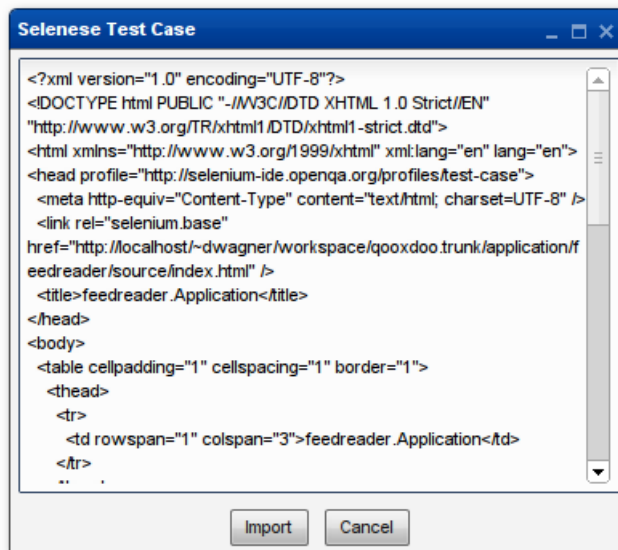 Selenese Test Case
<?xml version="1.0" encoding="UTF-8"?>
<!DOCTYPE html PUBLIC "-//W3C//DTD XHTML 1.0 Strict//EN"
"http://www.w3.org/TR/xhtml1/DTD/xhtml1-strict.dtd">
<html xmlns="http://www.w3.org/1999/xhtml" xml:lang="en" lang="en">
<head profile="http://selenium-ide.openqa.org/profiles/test-case">
<meta http-equiv="Content-Type" content="text/html; charset=UTF-8" />
<link rel="selenium.base"
href="http://localhost/~dwagner/workspace/qooxdoo.trunk/application/f
eedreader/source/index.html" />
<title>feedreader.Application</title>
</head>
<body>
<table cellpadding="1" cellspacing="1" border="1">
<thead>
<tr>
<td rowspan="1" colspan="3">feedreader.Application</td>
</tr>
Import Cancel